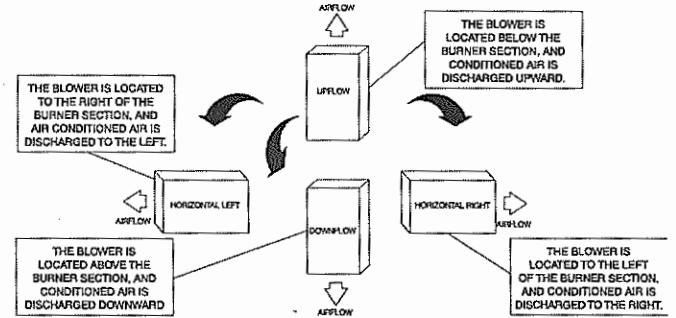 AIRFLOW
THE BLOWER IS
LOCATED BELOW THE
BURNER SECTION, AND
CONDITIONED AIR IS
DISCHARGED UPWARD.
THE BLOWER IS LOCATED
TO THE RIGHT OF THE
BURNER SECTION, AND
AIR CONDITIONED AIR IS
DISCHARGED TO THE LEFT.
UPFLOW
HORIZONTAL LEFT
AIRFLOW
DOWNFLOW
HORIZONTAL RIGHT
AIRFLOW
THE BLOWER IS
LOCATED ABOVE THE
BURNER SECTION, AND
CONDITIONED AIR IS
DISCHARGED DOWNWARD
THE BLOWER IS
LOCATED TO THE LEFT
OF THE BURNER SECTION,
AND CONDITIONED AIR IS
DISCHARGED TO THE RIGHT.
AIRFLOW